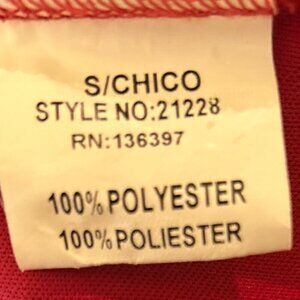 S/CHICO
STYLE NO:21228
RN:136397
100% POLYESTER
100% POLIESTER